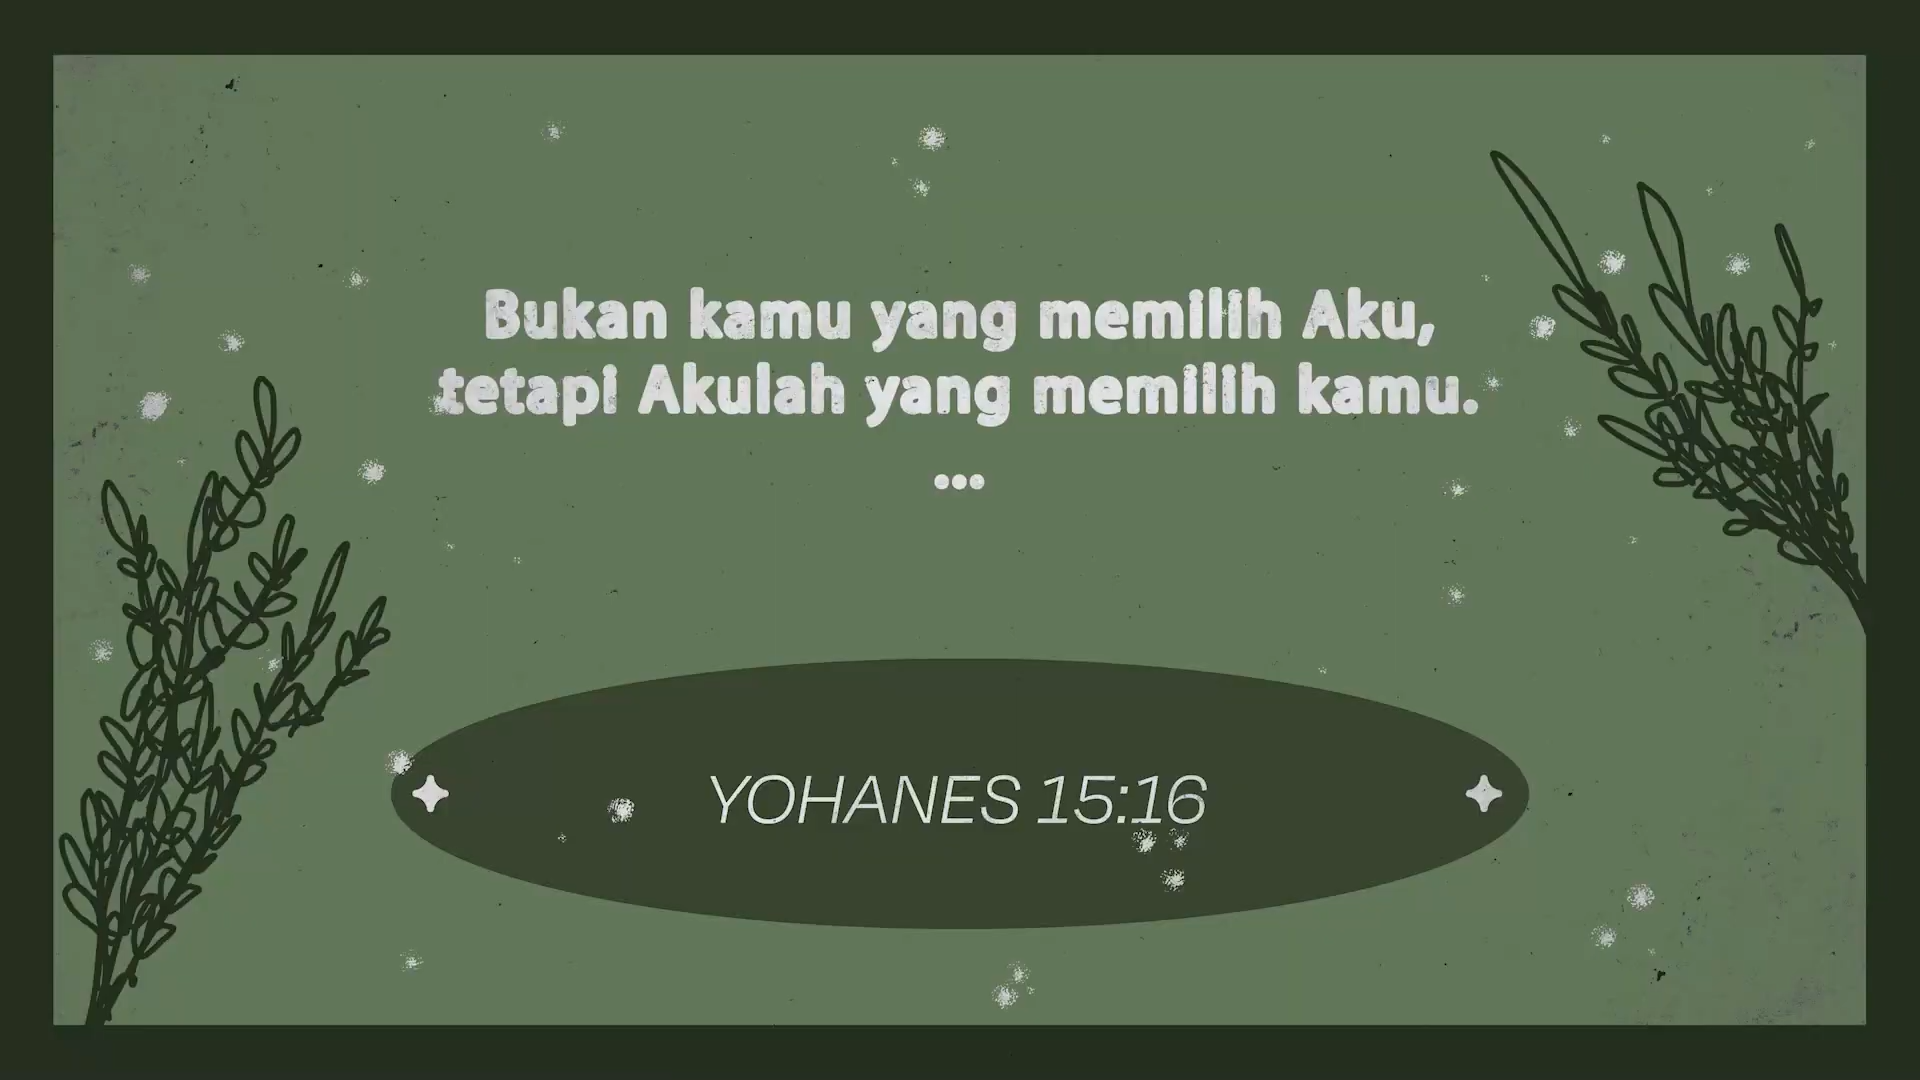 Bukan kamu yang memilih Aku,
tetapi Akulah yang memilih kamu.
...
YOHANES 15:16